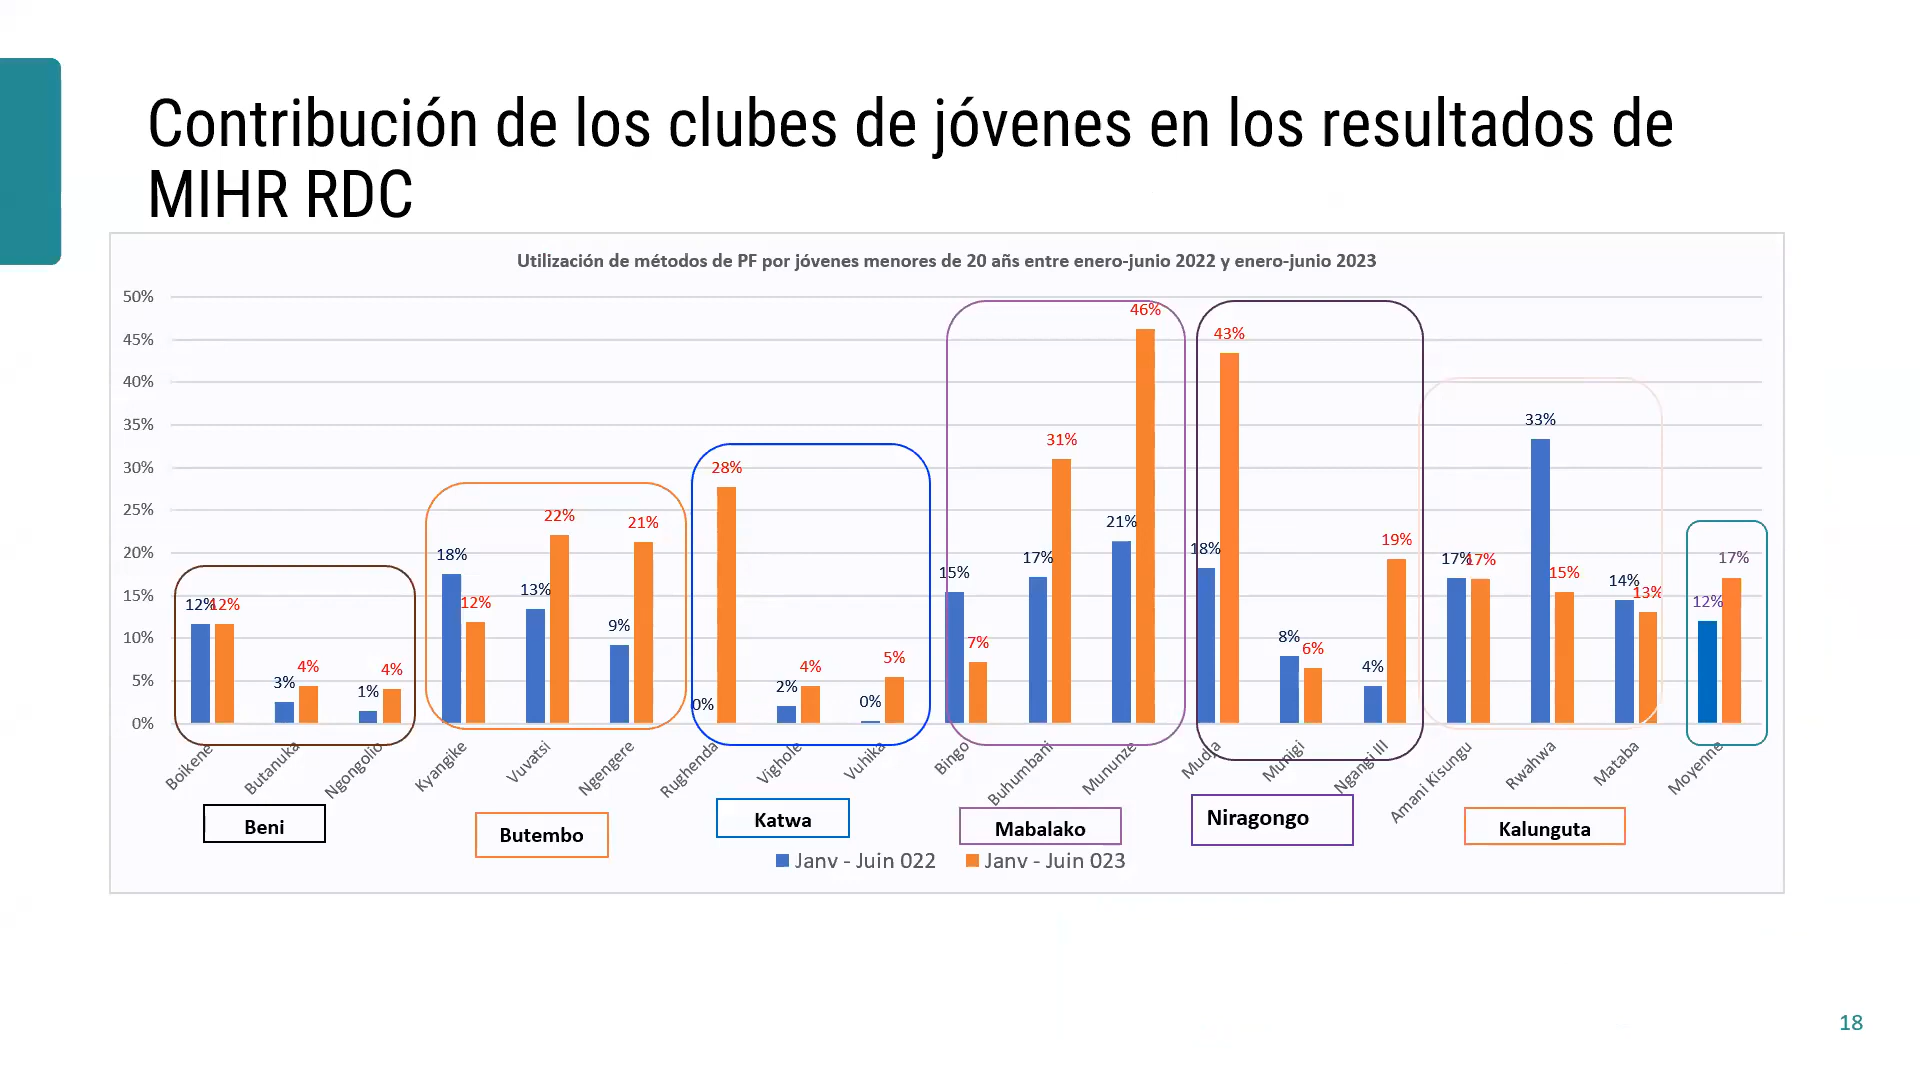 Contribución de los clubes de jóvenes en los resultados de
MIHR RDC
Utilización de métodos de PF por jóvenes menores de 20 añs entre enero-junio 2022 y enero-junio 2023
50%
45%
40%
35%
30%
25%
20%
15%
10%
5%
0%
12% 12%
3% 4%
1% 4%
18% 12%
13% 22%
9% 21%
0% 28%
2% 4%
0% 5%
15% 7%
17% 31%
21% 46%
18% 43%
8% 6%
4% 19%
17% 17%
33% 15%
14% 13%
12% 17%
Boikene
Butanuka
Ngongolio
Kyangike
Vuvatsi
Ngengere
Rughenda
Vighole
Vuhika
Bingo
Buhumbani
Mununze
Mudja
Munigi
Ngangi III
Amani Kisungu
Rwahwa
Mataba
Moyenne
Beni
Butembo
Katwa
Mabalako
Niragongo
Kalunguta
Janv - Juin 022
Janv - Juin 023
18